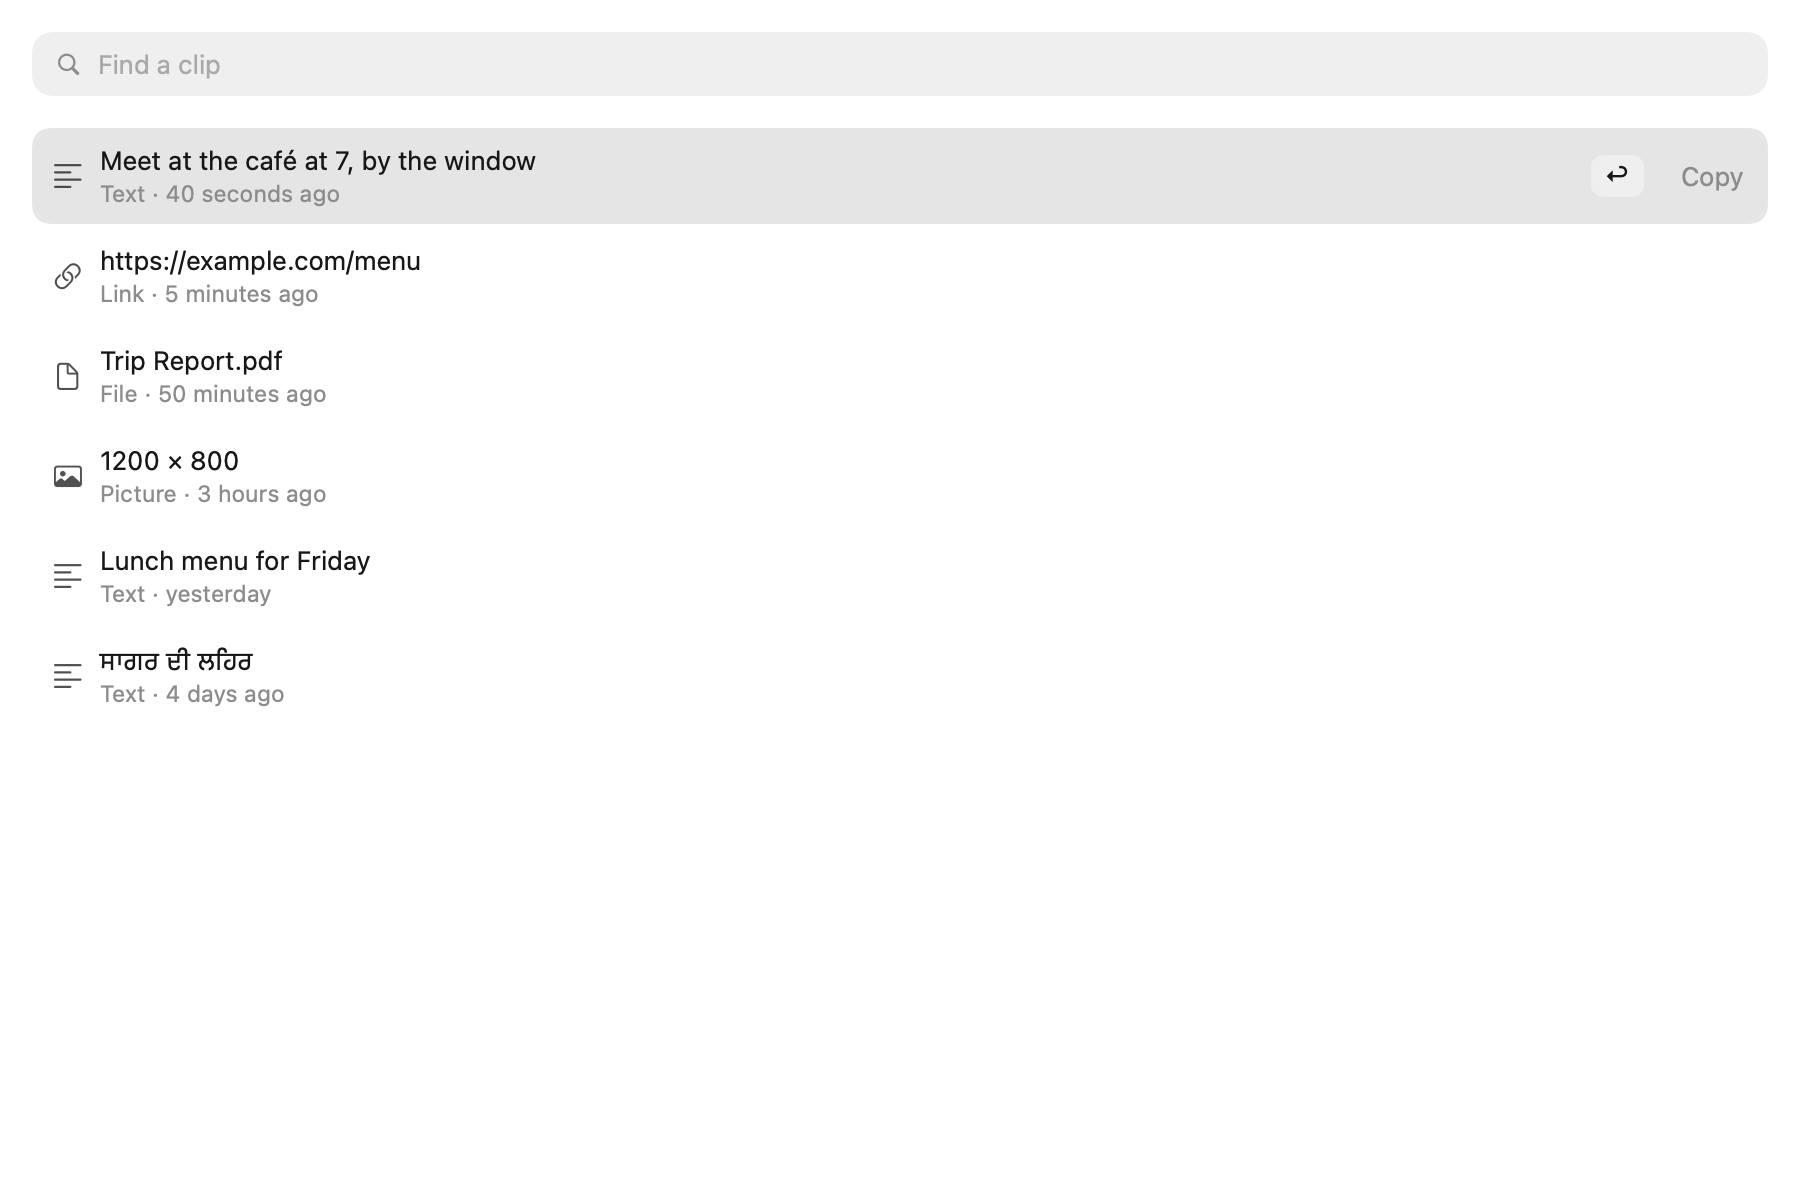 Find a clip
Meet at the café at 7, by the window
Text · 40 seconds ago
Copy
https://example.com/menu
Link · 5 minutes ago
Trip Report.pdf
File · 50 minutes ago
1200 × 800
Picture · 3 hours ago
Lunch menu for Friday
Text · yesterday
ਸਾਗਰ ਦੀ ਲਹਿਰ
Text · 4 days ago